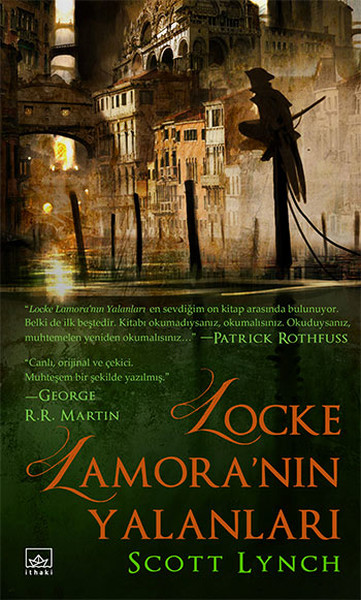 “Locke Lamora’nın Yalanları en sevdiğim on kitap arasında bulunuyor.
Belki de ilk beştedir. Kitabı okumadıysanız, okumalısınız. Okuduysanız,
muhtemelen yeniden okumalısınız…” —Patrick Rothfuss
“Canlı, orijinal ve çekici.
Muhteşem bir şekilde yazılmış.”
—George
R.R. Martin
Locke
Lamora’nın
Yalanları
Scott Lynch
ithaki